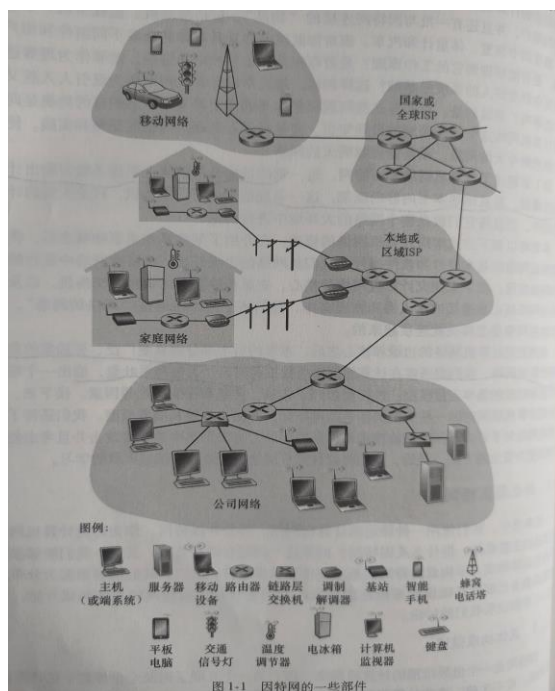 移动网络
国家或
全球ISP
本地或
区域ISP
家庭网络
公司网络
图例:
主机
(或端系统)
服务器
移动
设备
路由器
链路层
交换机
调制
解调器
基站
智能
手机
蜂窝
电话塔
平板
电脑
交通
信号灯
温度
调节器
电冰箱
计算机
监视器
键盘
图1-1 因特网的一些部件